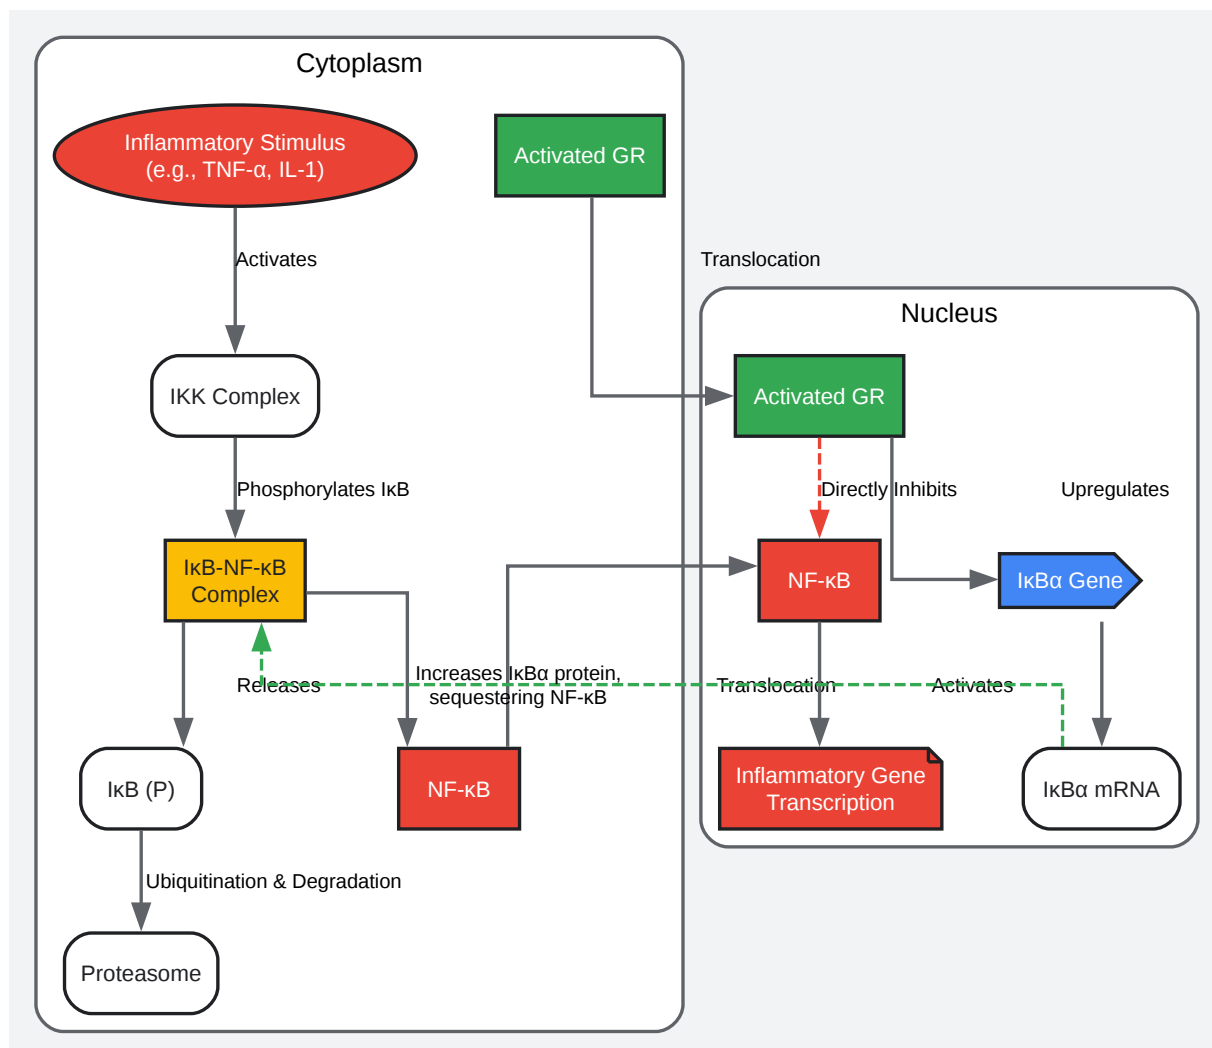 Cytoplasm
Inflammatory Stimulus
(e.g., TNF-α, IL-1)
Activated GR
Activates
Translocation
Nucleus
IKK Complex
Activated GR
Phosphorylates IκB
Directly Inhibits
Upregulates
IκB-NF-κB
Complex
NF-κB
IκBα Gene
Releases
Increases IκBα protein,
sequestering NF-κB
Translocation
Activates
IκB (P)
NF-κB
Inflammatory Gene
Transcription
IκBα mRNA
Ubiquitination & Degradation
Proteasome